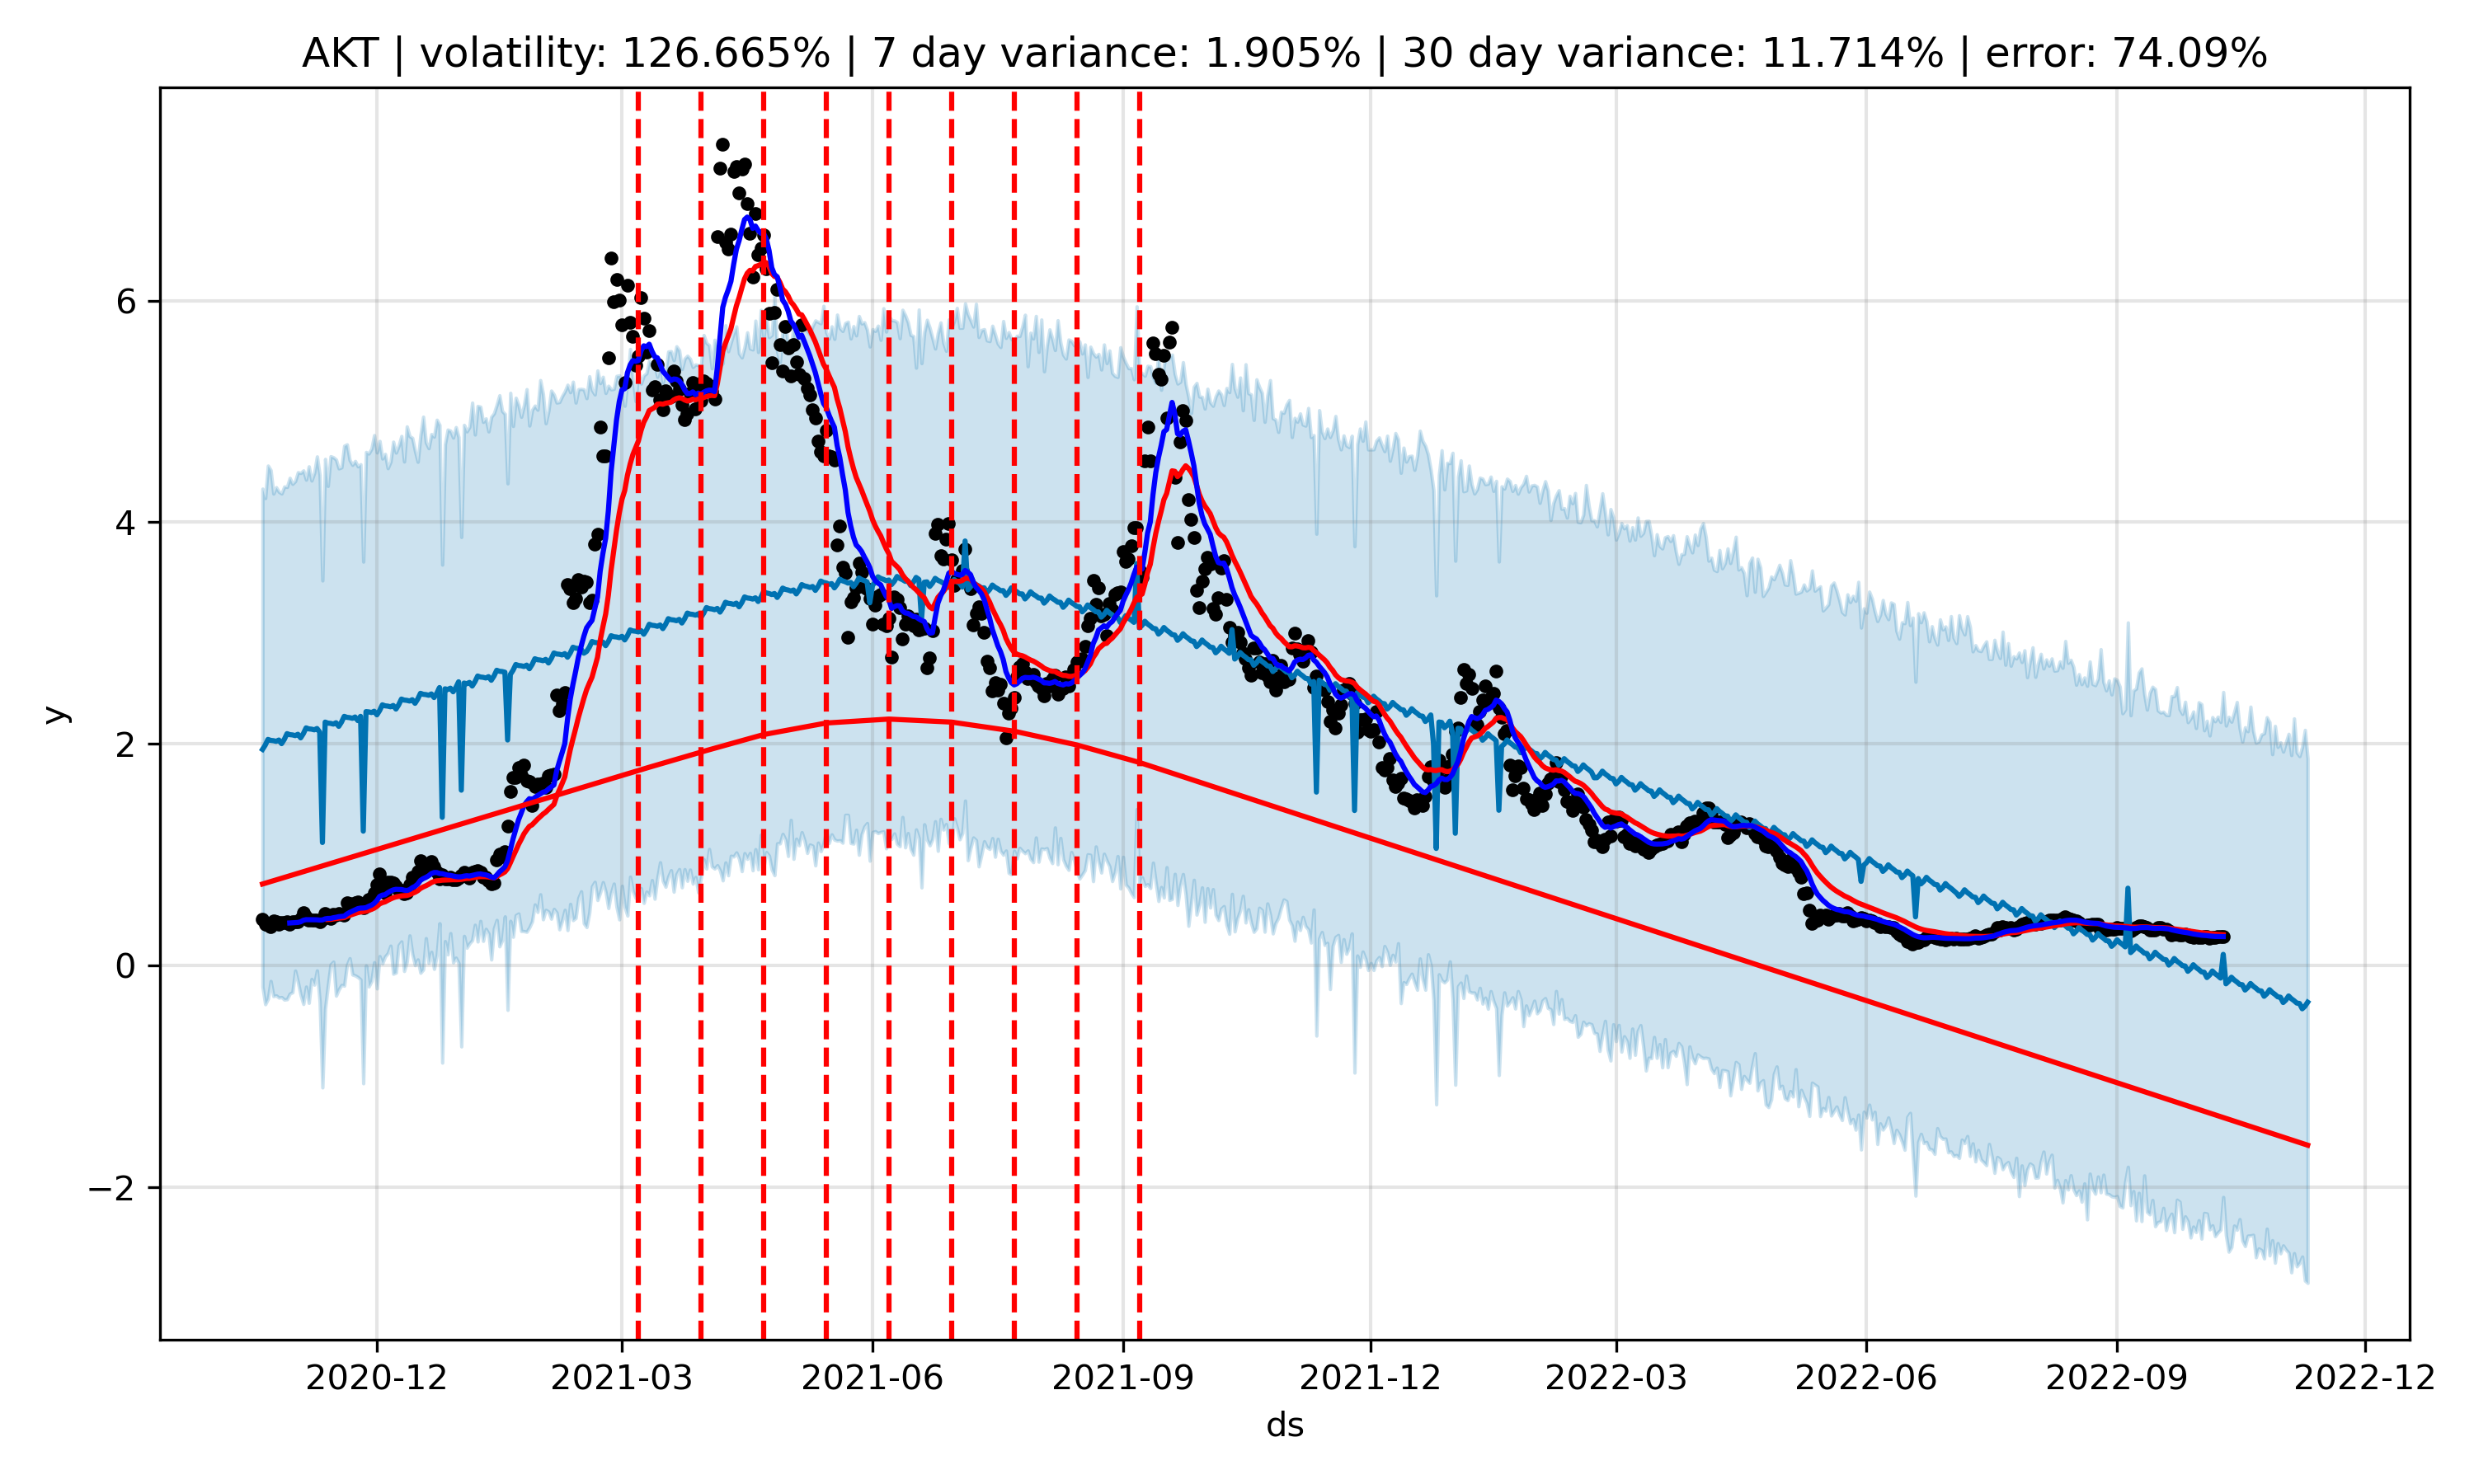 AKT | volatility: 126.665% | 7 day variance: 1.905% | 30 day variance: 11.714% | error: 74.09%
y
6
4
2
0
−2
2020-12 2021-03 2021-06 2021-09 2021-12 2022-03 2022-06 2022-09 2022-12
ds